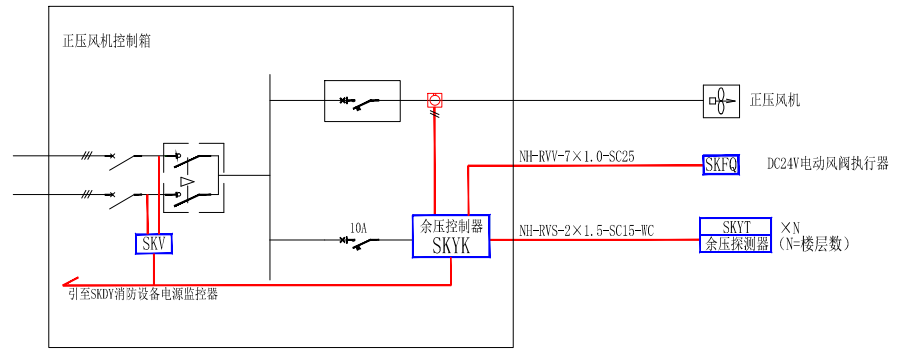 正压风机控制箱
正压风机
NH-RVV-7×1.0-SC25
SKFQ
DC24V电动风阀执行器
10A
余压控制器
SKYK
NH-RVS-2×1.5-SC15-WC
SKYT
余压探测器
×N
(N=楼层数)
SKV
引至SKDY消防设备电源监控器